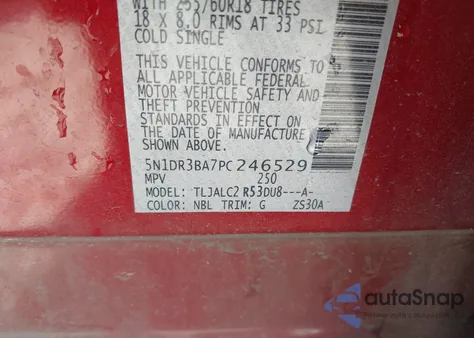 WITH 255/60R18 TIRES
18 X 8.0 RIMS AT 33 PSI
COLD SINGLE
THIS VEHICLE CONFORMS TO
ALL APPLICABLE FEDERAL
MOTOR VEHICLE SAFETY AND
THEFT PREVENTION
STANDARDS IN EFFECT ON
THE DATE OF MANUFACTURE
SHOWN ABOVE.
5N1DR3BA7PC246529
MPV 250
MODEL: TLJALC2 R53DU8---A-
COLOR: NBL TRIM: G ZS30A
autoSnap